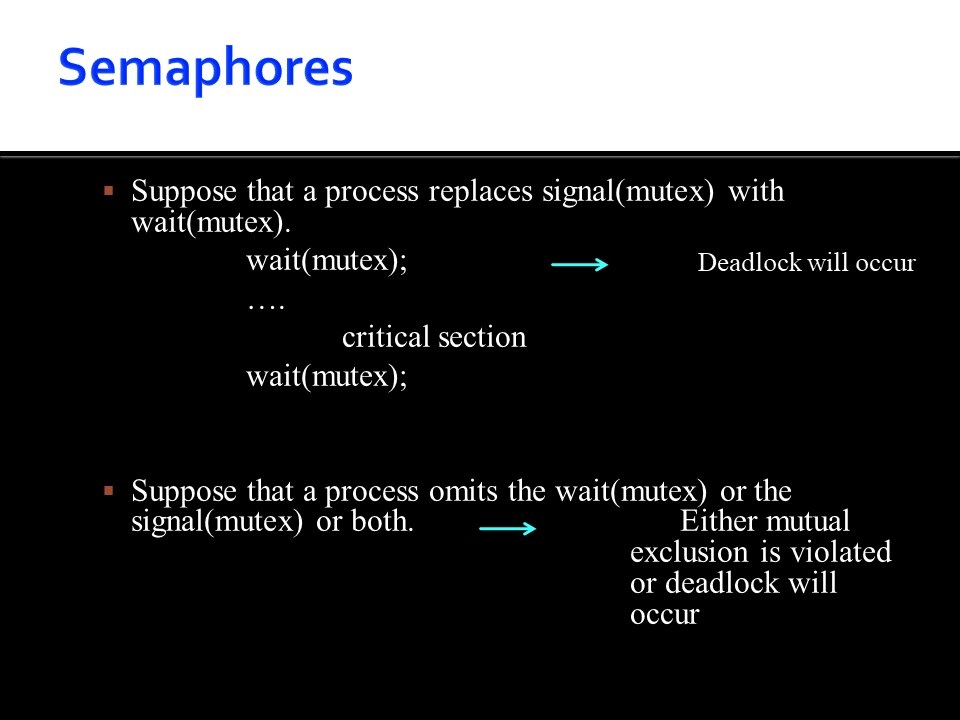 Semaphores
Suppose that a process replaces signal(mutex) with
wait(mutex).
wait(mutex); Deadlock will occur
….
critical section
wait(mutex);
Suppose that a process omits the wait(mutex) or the
signal(mutex) or both. Either mutual
exclusion is violated
or deadlock will
occur